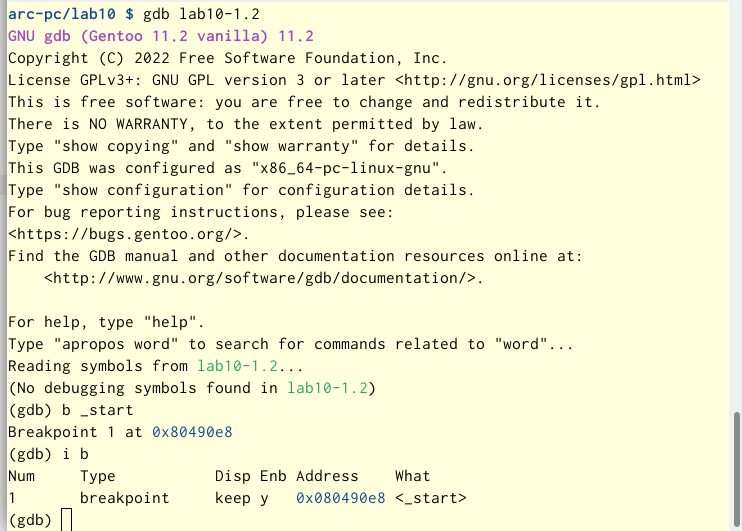 arc-pc/lab10 $ gdb lab10-1.2
GNU gdb (Gentoo 11.2 vanilla) 11.2
Copyright (C) 2022 Free Software Foundation, Inc.
License GPLv3+: GNU GPL version 3 or later <http://gnu.org/licenses/gpl.html>
This is free software: you are free to change and redistribute it.
There is NO WARRANTY, to the extent permitted by law.
Type "show copying" and "show warranty" for details.
This GDB was configured as "x86_64-pc-linux-gnu".
Type "show configuration" for configuration details.
For bug reporting instructions, please see:
<https://bugs.gentoo.org/>.
Find the GDB manual and other documentation resources online at:
    <http://www.gnu.org/software/gdb/documentation/>.

For help, type "help".
Type "apropos word" to search for commands related to "word"...
Reading symbols from lab10-1.2...
(No debugging symbols found in lab10-1.2)
(gdb) b _start
Breakpoint 1 at 0x80490e8
(gdb) i b
Num     Type           Disp Enb Address    What
1       breakpoint     keep y   0x080490e8 <_start>
(gdb)